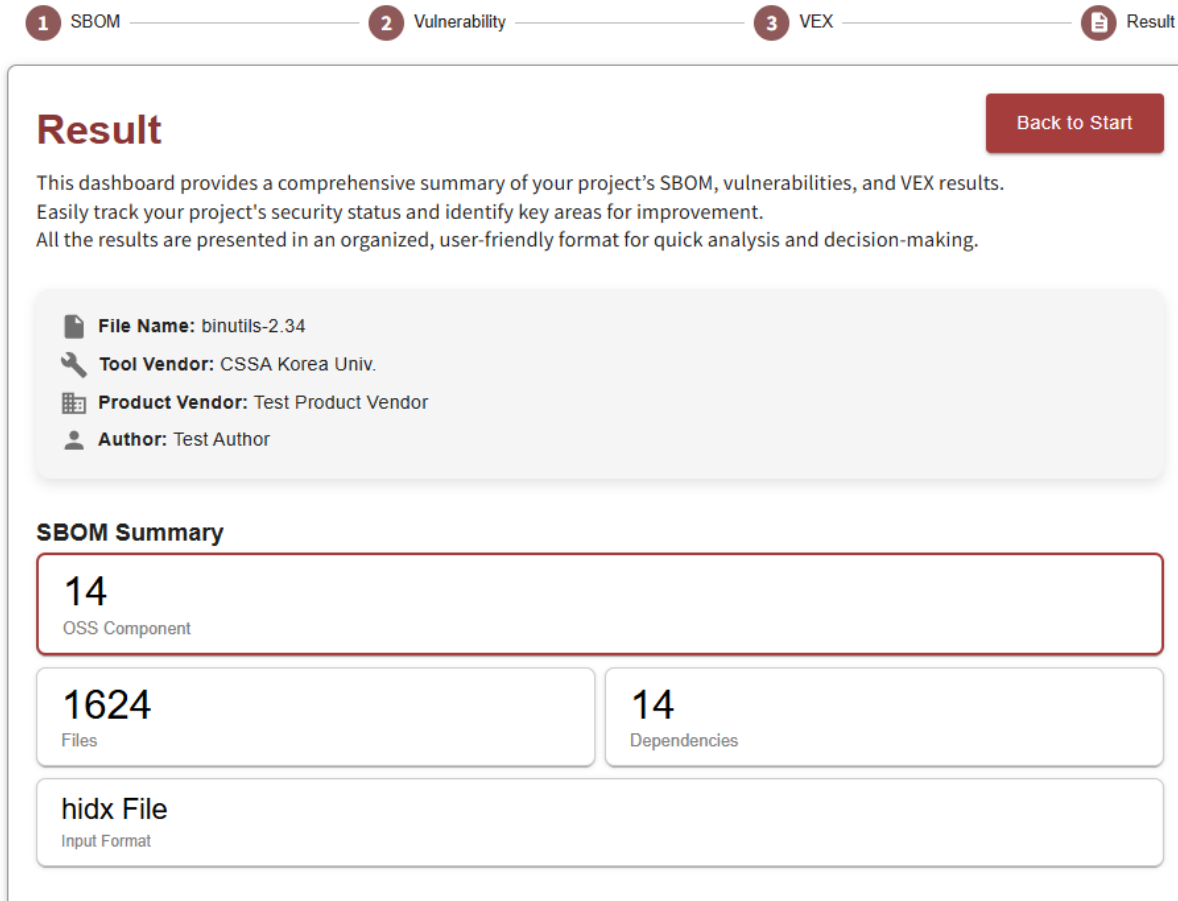 1 SBOM 2 Vulnerability 3 VEX Result
Result
Back to Start
This dashboard provides a comprehensive summary of your project’s SBOM, vulnerabilities, and VEX results.
Easily track your project's security status and identify key areas for improvement.
All the results are presented in an organized, user-friendly format for quick analysis and decision-making.
File Name: binutils-2.34
Tool Vendor: CSSA Korea Univ.
Product Vendor: Test Product Vendor
Author: Test Author
SBOM Summary
14
OSS Component
1624
Files
14
Dependencies
hidx File
Input Format